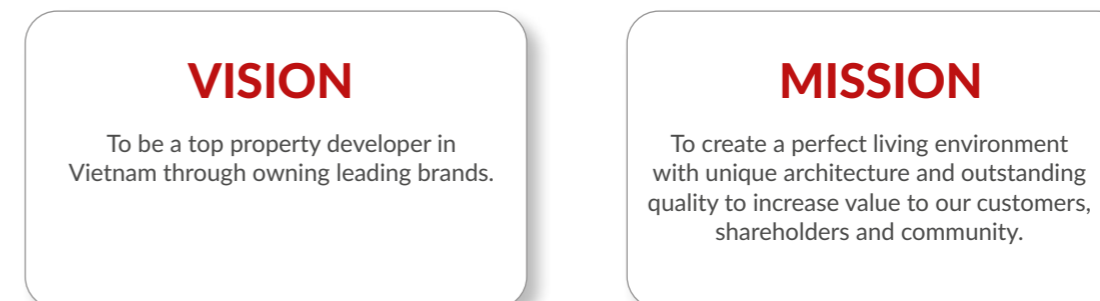 VISION
To be a top property developer in
Vietnam through owning leading brands.
MISSION
To create a perfect living environment
with unique architecture and outstanding
quality to increase value to our customers,
shareholders and community.